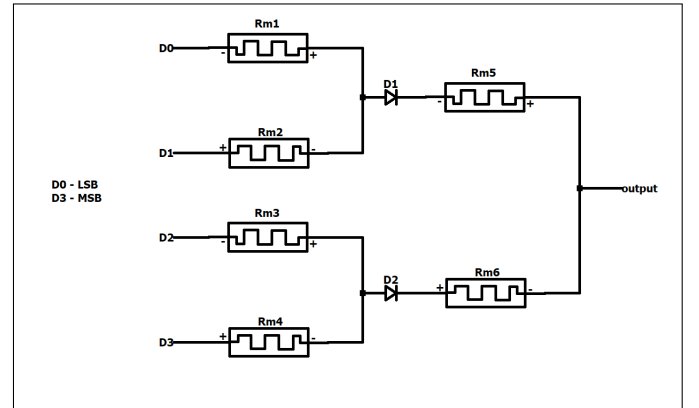 Rm1
D0
- +
D1
Rm5
- +
Rm2
D1
+ -
output
D0 - LSB
D3 - MSB
Rm3
D2
- +
D2
Rm6
+ -
Rm4
D3
+ -